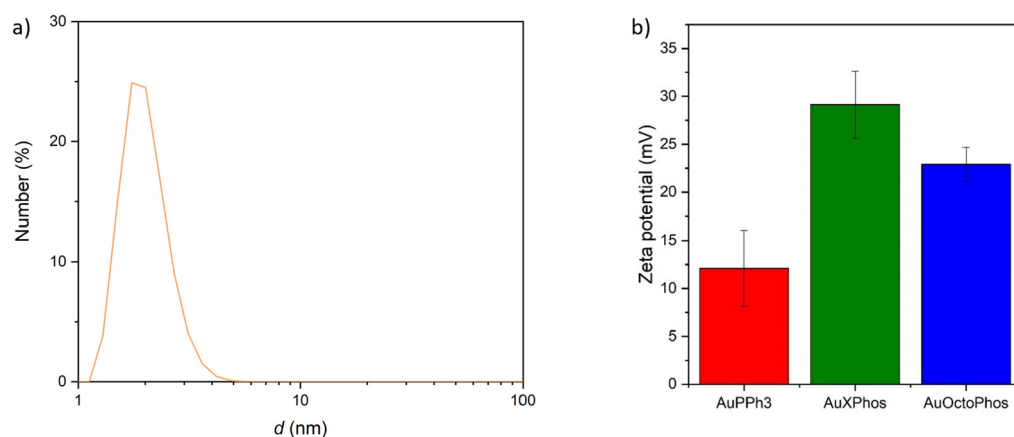 a)
30
20
10
0
Number (%)
1
10
100
d (nm)
b)
35
30
25
20
15
10
5
0
Zeta potential (mV)
AuPPh3
AuXPhos
AuOctoPhos